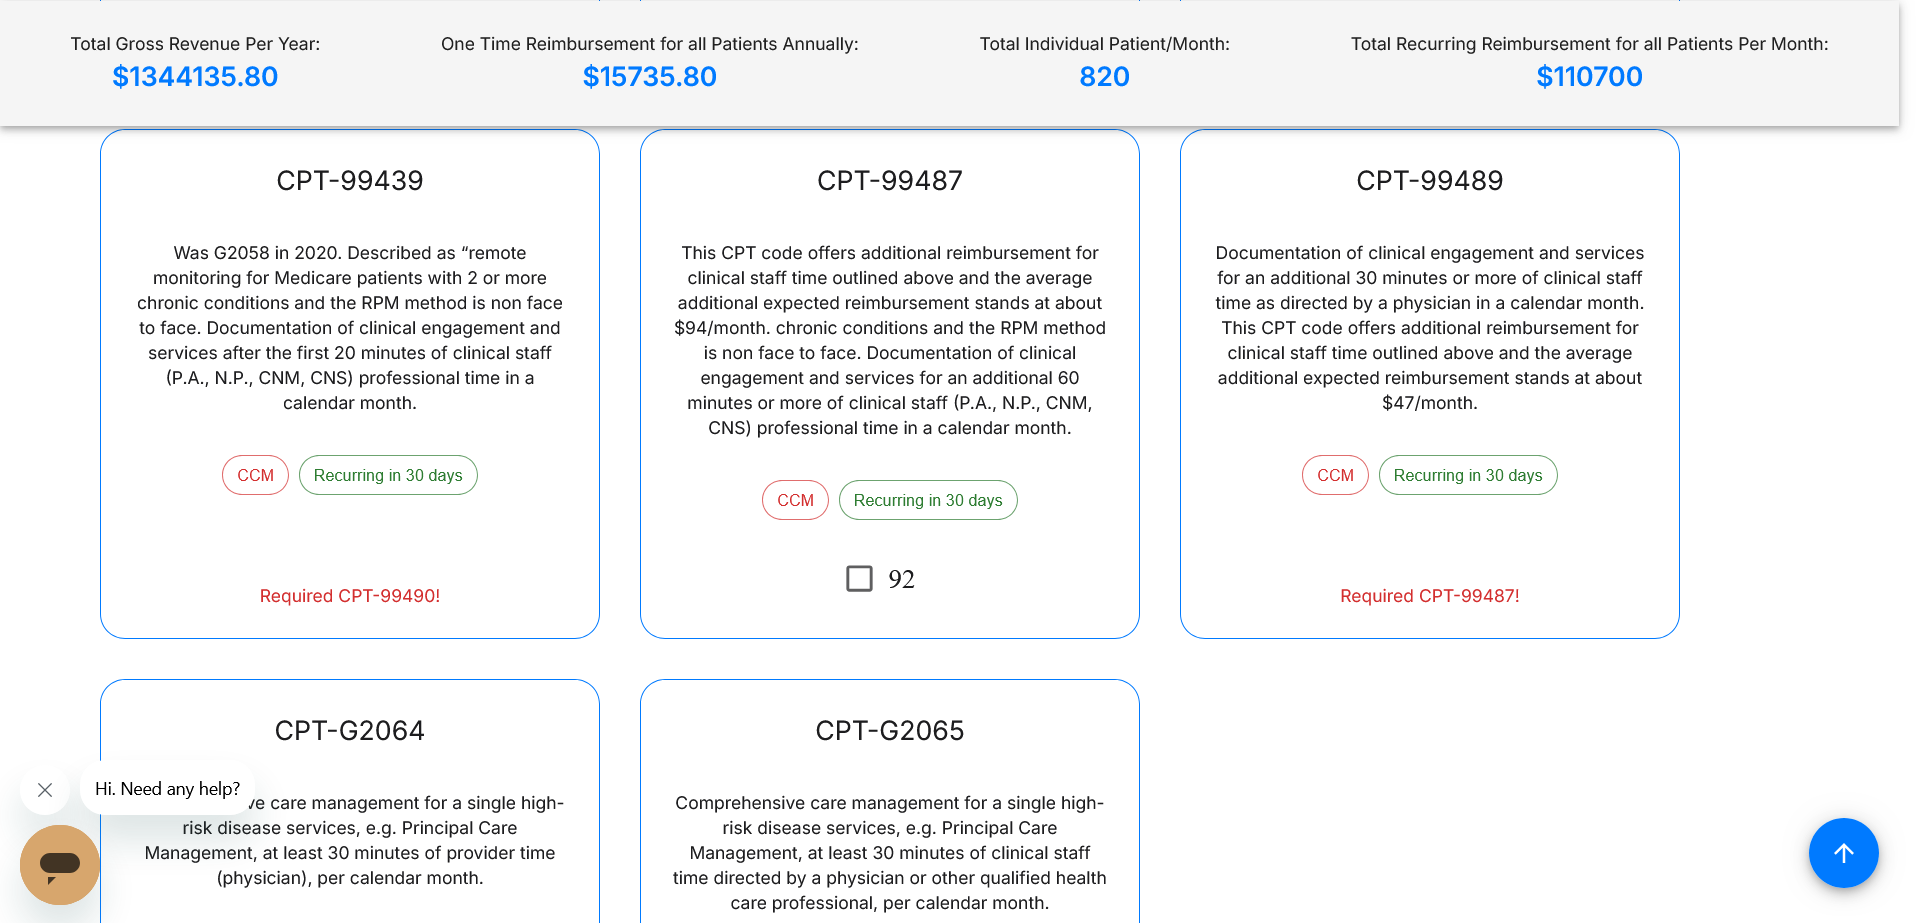 Total Gross Revenue Per Year:
$1344135.80
One Time Reimbursement for all Patients Annually:
$15735.80
Total Individual Patient/Month:
820
Total Recurring Reimbursement for all Patients Per Month:
$110700
CPT-99439
Was G2058 in 2020. Described as “remote
monitoring for Medicare patients with 2 or more
chronic conditions and the RPM method is non face
to face. Documentation of clinical engagement and
services after the first 20 minutes of clinical staff
(P.A., N.P., CNM, CNS) professional time in a
calendar month.
CCM
Recurring in 30 days
Required CPT-99490!
CPT-99487
This CPT code offers additional reimbursement for
clinical staff time outlined above and the average
additional expected reimbursement stands at about
$94/month. chronic conditions and the RPM method
is non face to face. Documentation of clinical
engagement and services for an additional 60
minutes or more of clinical staff (P.A., N.P., CNM,
CNS) professional time in a calendar month.
CCM
Recurring in 30 days
92
CPT-99489
Documentation of clinical engagement and services
for an additional 30 minutes or more of clinical staff
time as directed by a physician in a calendar month.
This CPT code offers additional reimbursement for
clinical staff time outlined above and the average
additional expected reimbursement stands at about
$47/month.
CCM
Recurring in 30 days
Required CPT-99487!
CPT-G2064
ve care management for a single high-
risk disease services, e.g. Principal Care
Management, at least 30 minutes of provider time
(physician), per calendar month.
CPT-G2065
Comprehensive care management for a single high-
risk disease services, e.g. Principal Care
Management, at least 30 minutes of clinical staff
time directed by a physician or other qualified health
care professional, per calendar month.
Hi. Need any help?